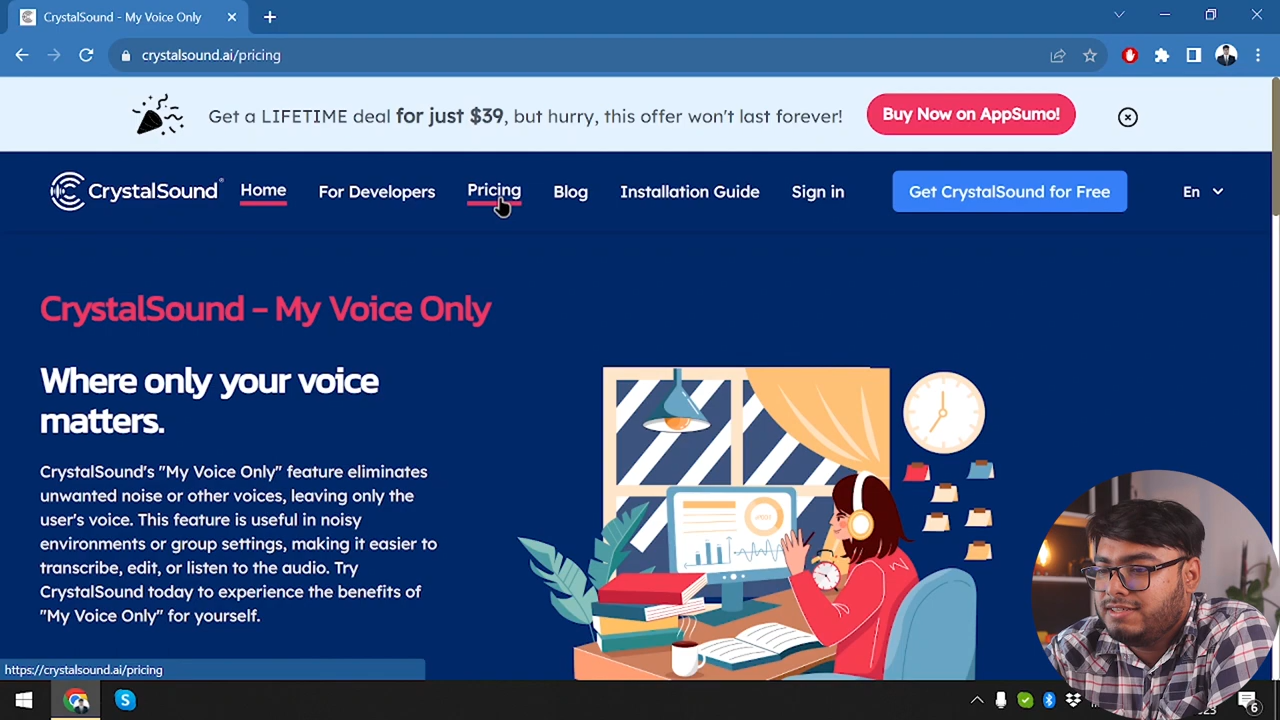 CrystalSound - My Voice Only
crystalsound.ai/pricing
Get a LIFETIME deal for just $39, but hurry, this offer won't last forever!
Buy Now on AppSumo!
CrystalSound
Home
For Developers
Pricing
Blog
Installation Guide
Sign in
Get CrystalSound for Free
En
CrystalSound - My Voice Only
Where only your voice
matters.
CrystalSound's "My Voice Only" feature eliminates
unwanted noise or other voices, leaving only the
user's voice. This feature is useful in noisy
environments or group settings, making it easier to
transcribe, edit, or listen to the audio. Try
CrystalSound today to experience the benefits of
"My Voice Only" for yourself.
https://crystalsound.ai/pricing
6